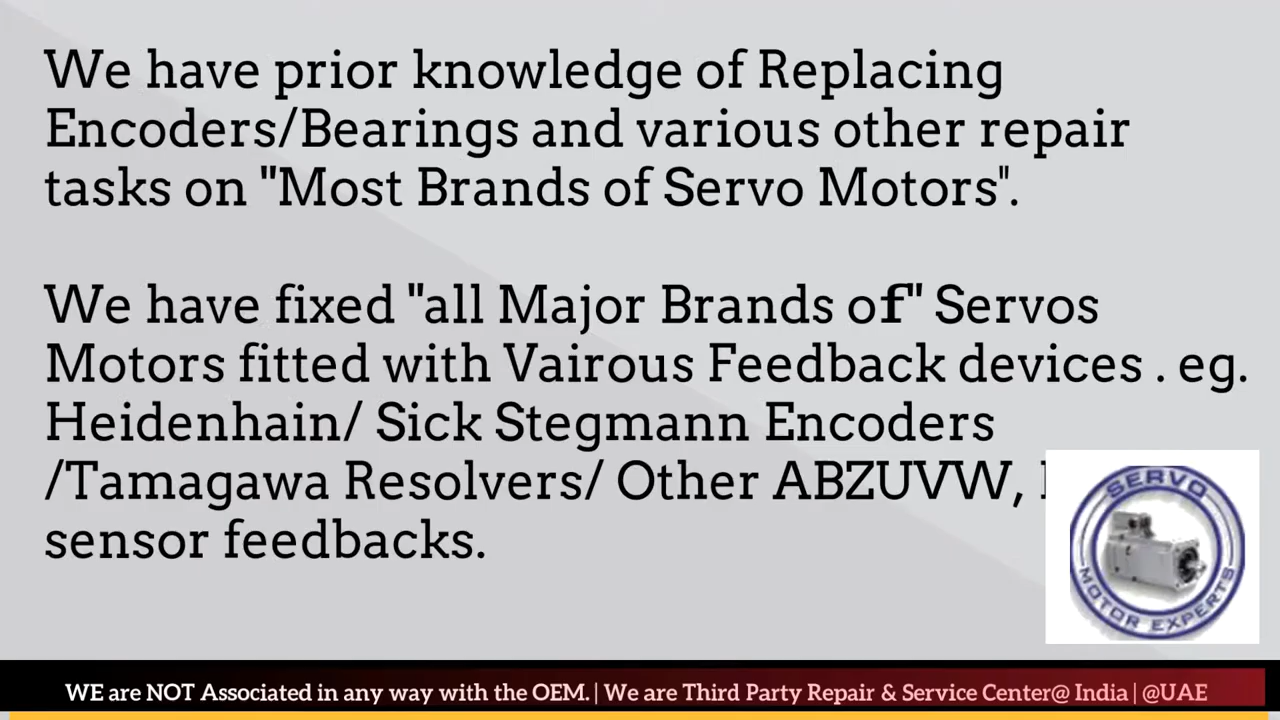 We have prior knowledge of Replacing
Encoders/Bearings and various other repair
tasks on "Most Brands of Servo Motors".
We have fixed "all Major Brands of" Servos
Motors fitted with Vairous Feedback devices . eg.
Heidenhain/ Sick Stegmann Encoders
/Tamagawa Resolvers/ Other ABZUVW,
sensor feedbacks.
SERVO
MOTOR EXPERTS
WE are NOT Associated in any way with the OEM. | We are Third Party Repair & Service Center@ India | @UAE